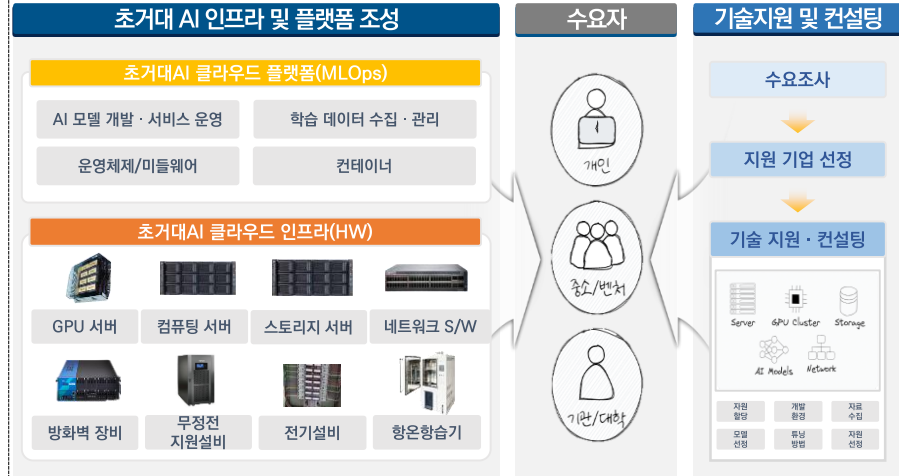 초거대 AI 인프라 및 플랫폼 조성
초거대AI 클라우드 플랫폼(MLOps)
AI 모델 개발 · 서비스 운영
학습 데이터 수집 · 관리
운영체제/미들웨어
컨테이너
초거대AI 클라우드 인프라(HW)
GPU 서버
컴퓨팅 서버
스토리지 서버
네트워크 S/W
방화벽 장비
무정전
지원설비
전기설비
항온항습기
수요자
개인
중소/벤처
기관/대학
기술지원 및 컨설팅
수요조사
지원 기업 선정
기술 지원 · 컨설팅
Server
GPU Cluster
Storage
AI Models
Network
자원
할당
개발
환경
자료
수집
모델
선정
튜닝
방법
자원
선정